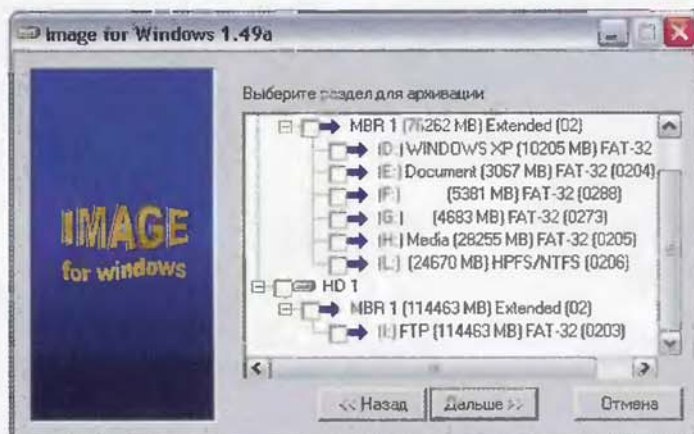 Image for Windows 1.49a
Выберите раздел для архивации
MBR 1 (76262 MB) Extended (02)
(D:) WINDOWS XP (10205 MB) FAT-32
(E:) Document (3067 MB) FAT-32 (0204)
(F:) (5381 MB) FAT-32 (0288)
(G:) (4683 MB) FAT-32 (0273)
(H:) Media (28255 MB) FAT-32 (0205)
(L:) (24670 MB) HPFS/NTFS (0206)
HD 1
MBR 1 (114463 MB) Extended (02)
(I:) FTP (114463 MB) FAT-32 (0203)
IMAGE
for windows
<< Назад
Дальше >>
Отмена